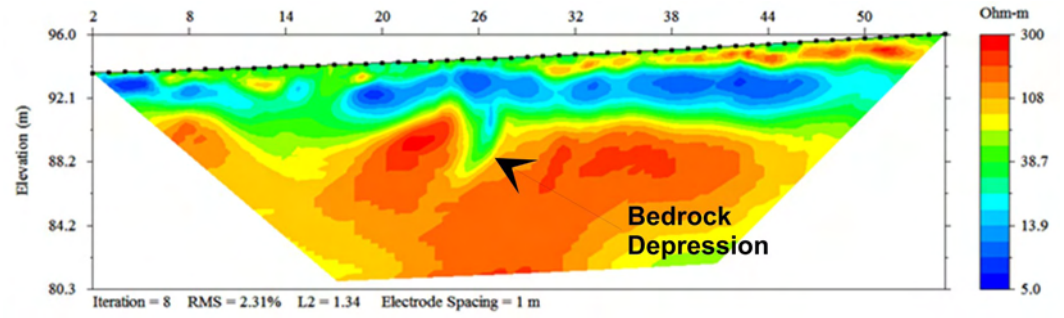 2 8 14 20 26 32 38 44 50 Ohm-m
96.0 300
92.1 108
88.2 38.7
84.2 13.9
80.3 5.0
Elevation (m)
Bedrock
Depression
Iteration = 8 RMS = 2.31% L2 = 1.34 Electrode Spacing = 1 m